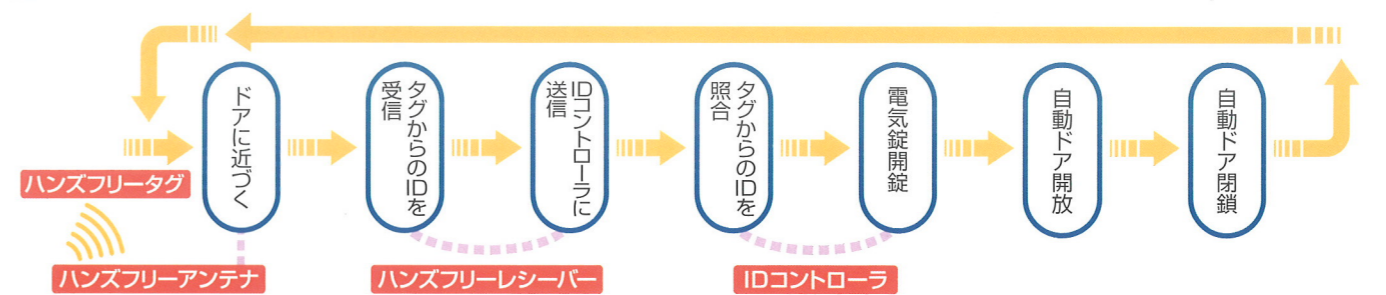 ドアに近づく
タグからのIDを
受信
IDコントローラに
送信
タグからのIDを
照合
電気錠開錠
自動ドア開放
自動ドア閉鎖
ハンズフリータグ
ハンズフリーアンテナ
ハンズフリーレシーバー
IDコントローラ